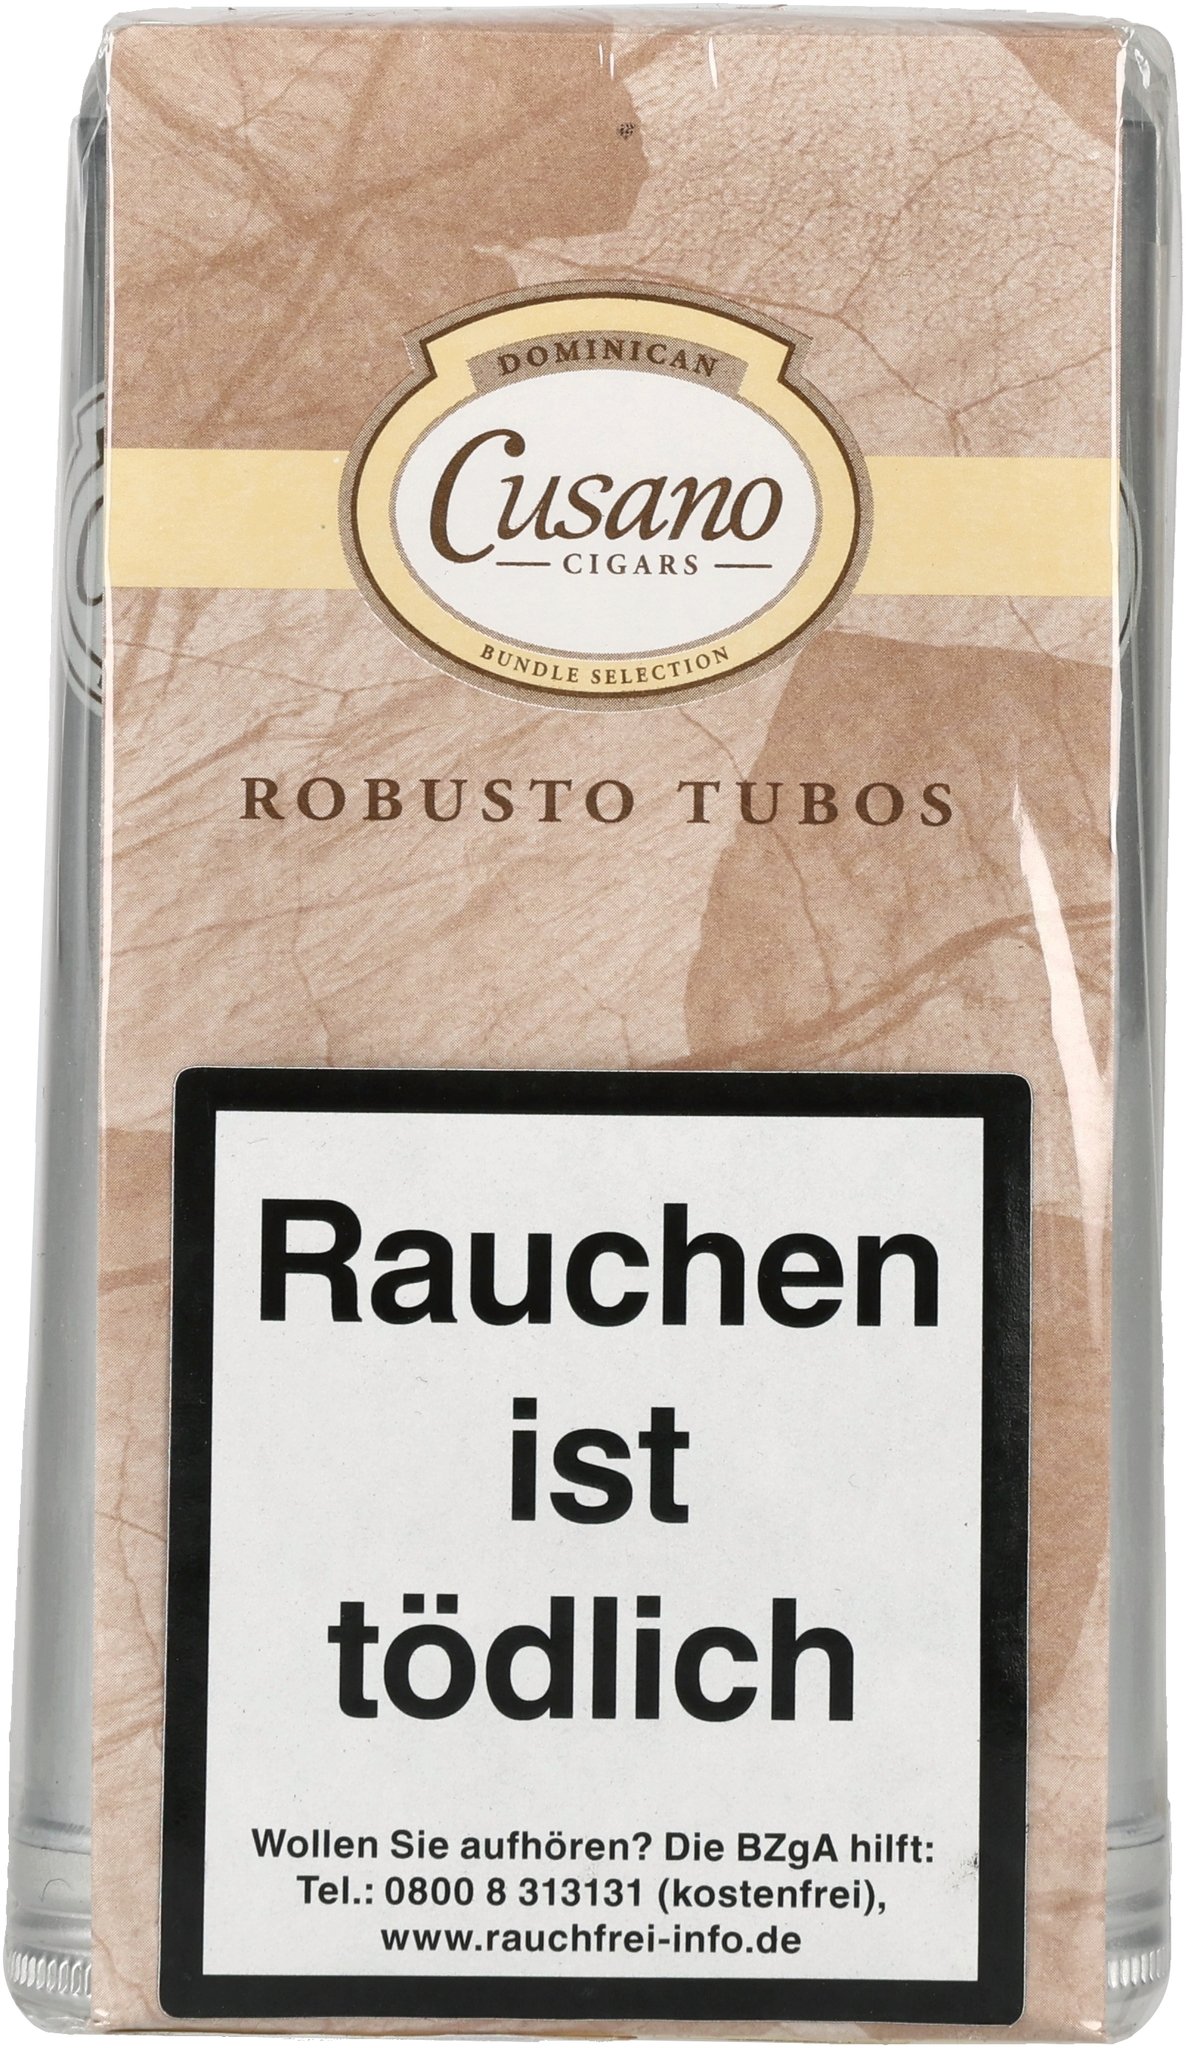 DOMINICAN
Cusano
CIGARS
BUNDLE SELECTION
ROBUSTO TUBOS
Rauchen
ist
tödlich
Wollen Sie aufhören? Die BZgA hilft:
Tel.: 0800 8 313131 (kostenfrei),
www.rauchfrei-info.de